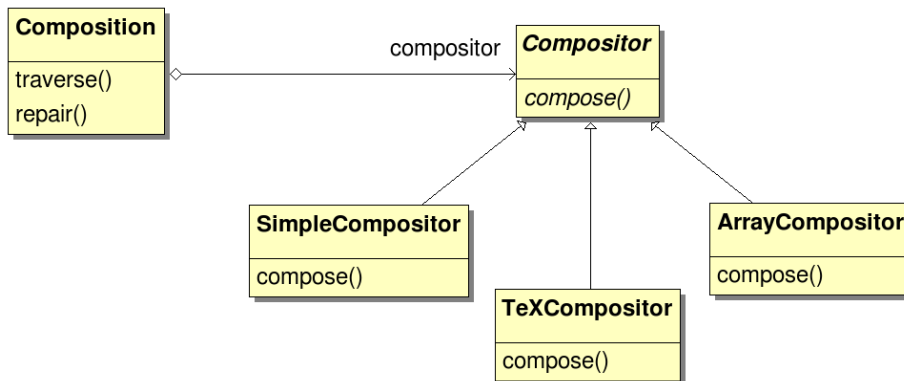 Composition
traverse()
repair()
compositor
Compositor
compose()
SimpleCompositor
compose()
TeXCompositor
compose()
ArrayCompositor
compose()